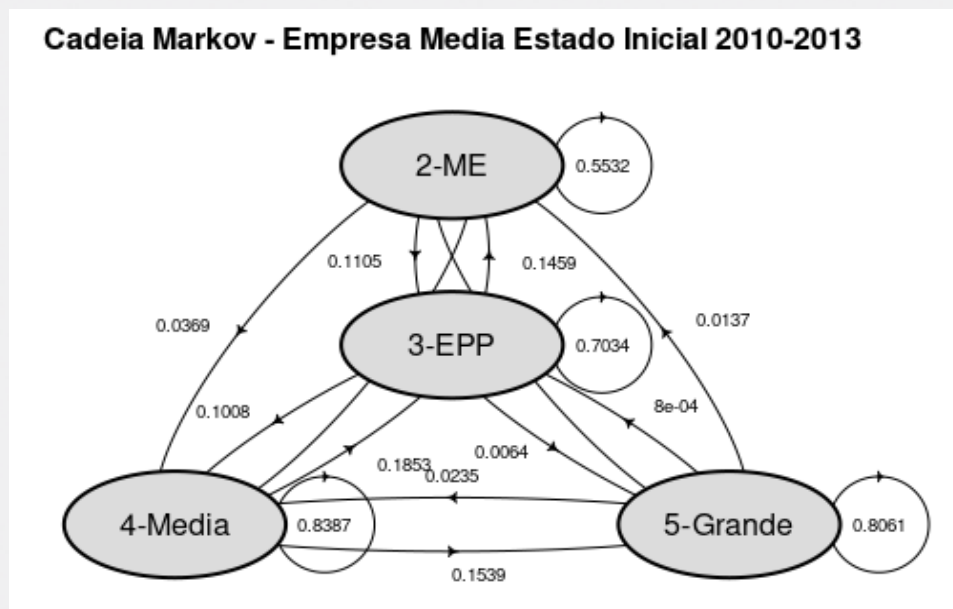 Cadeia Markov - Empresa Media Estado Inicial 2010-2013
2-ME
0.5532
0.1105
0.1459
0.0369
0.0137
3-EPP
0.7034
0.1008
8e-04
0.1853
0.0064
0.0235
4-Media
0.8387
5-Grande
0.8061
0.1539